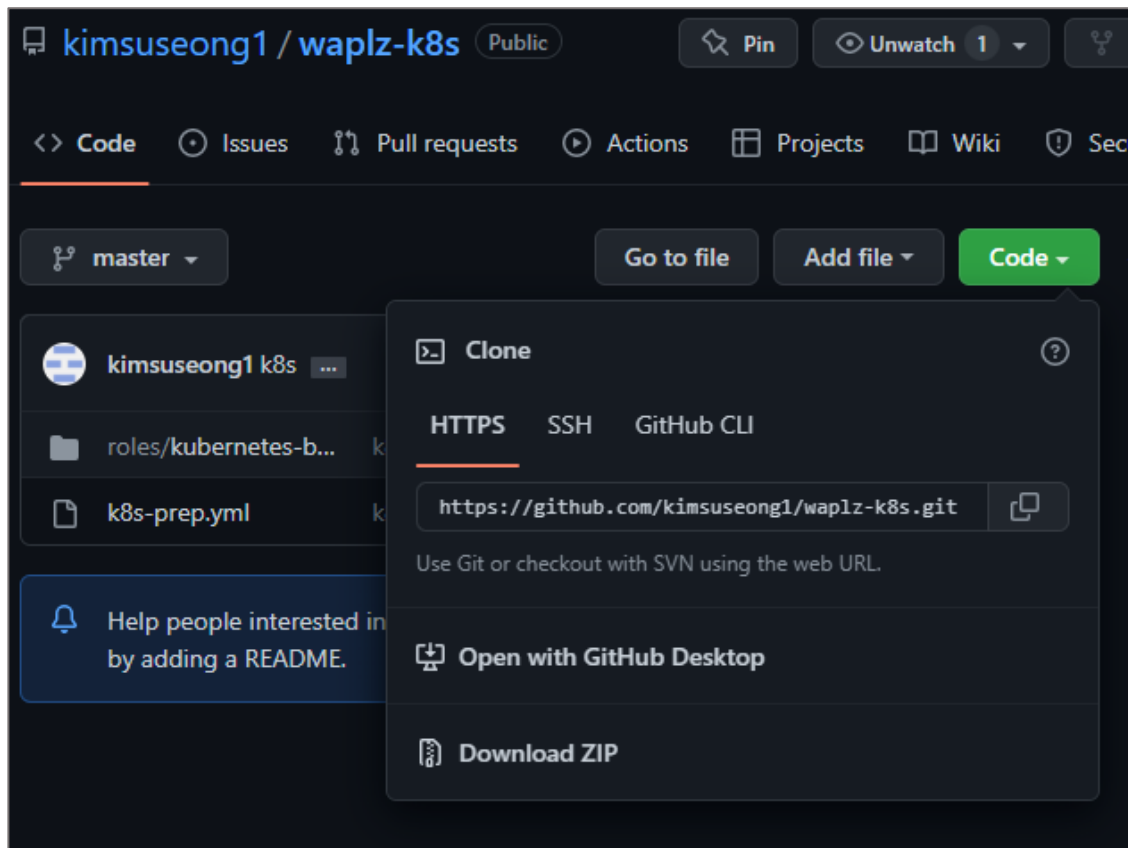 kimsuseong1 / waplz-k8s Public Pin Unwatch 1
Code Issues Pull requests Actions Projects Wiki Sec
master Go to file Add file Code
kimsuseong1 k8s ...
Clone
HTTPS SSH GitHub CLI
roles/kubernetes-b... k
https://github.com/kimsuseong1/waplz-k8s.git
k8s-prep.yml k
Use Git or checkout with SVN using the web URL.
Help people interested in
by adding a README.
Open with GitHub Desktop
Download ZIP